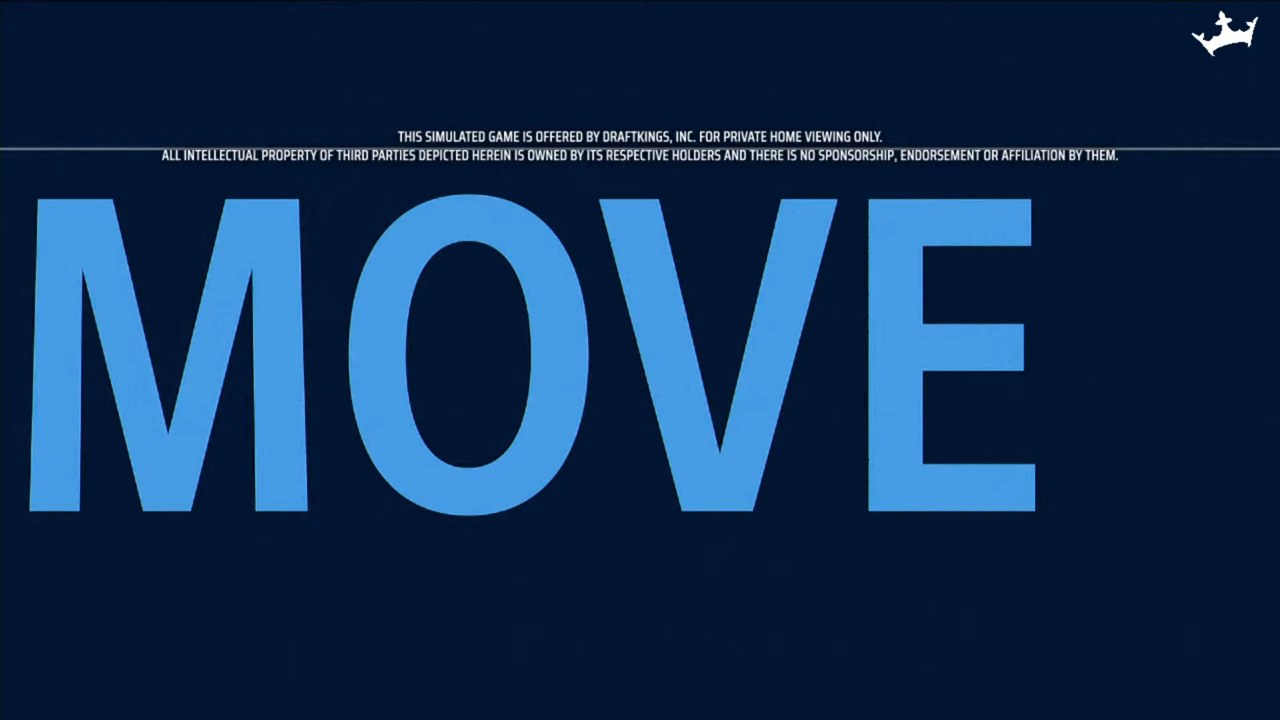 THIS SIMULATED GAME IS OFFERED BY DRAFTKINGS, INC. FOR PRIVATE HOME VIEWING ONLY.
ALL INTELLECTUAL PROPERTY OF THIRD PARTIES DEPICTED HEREIN IS OWNED BY ITS RESPECTIVE HOLDERS AND THERE IS NO SPONSORSHIP, ENDORSEMENT OR AFFILIATION BY THEM.
MOVE